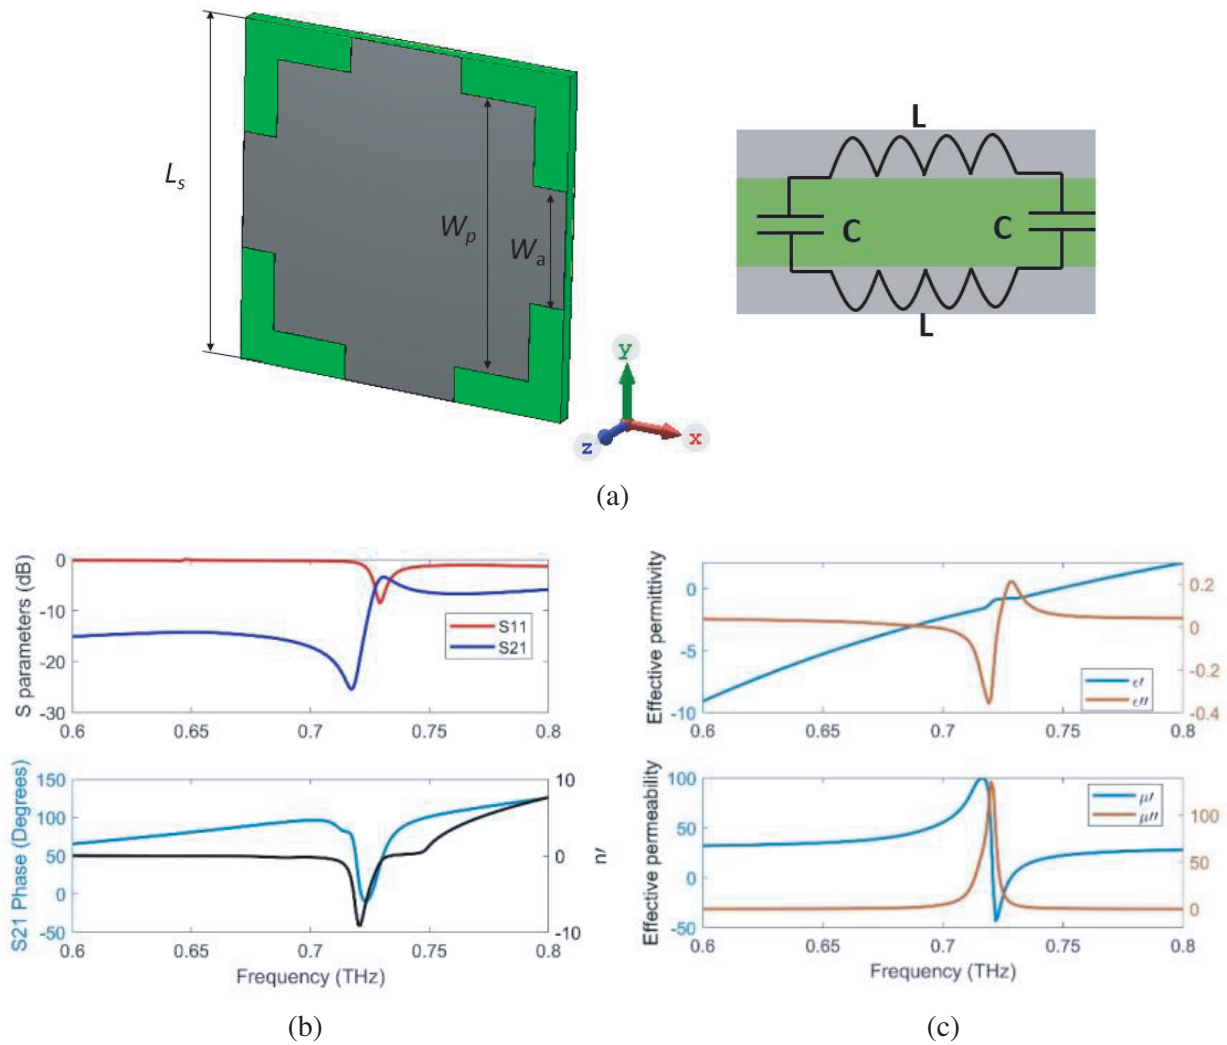 L
Ls
Wp
Wa
C
C
L
y
z
x
(a)
S parameters (dB)
0
-10
-20
-30
S11
S21
0.6
0.65
0.7
0.75
0.8
S21 Phase (Degrees)
150
100
50
0
-50
10
0
-10
n′
0.6
0.65
0.7
0.75
0.8
Frequency (THz)
(b)
Effective permittivity
0
-5
-10
0.2
0
-0.2
-0.4
ϵ′
ϵ′′
0.6
0.65
0.7
0.75
0.8
Effective permeability
100
50
0
-50
100
50
0
μ′
μ′′
0.6
0.65
0.7
0.75
0.8
Frequency (THz)
(c)